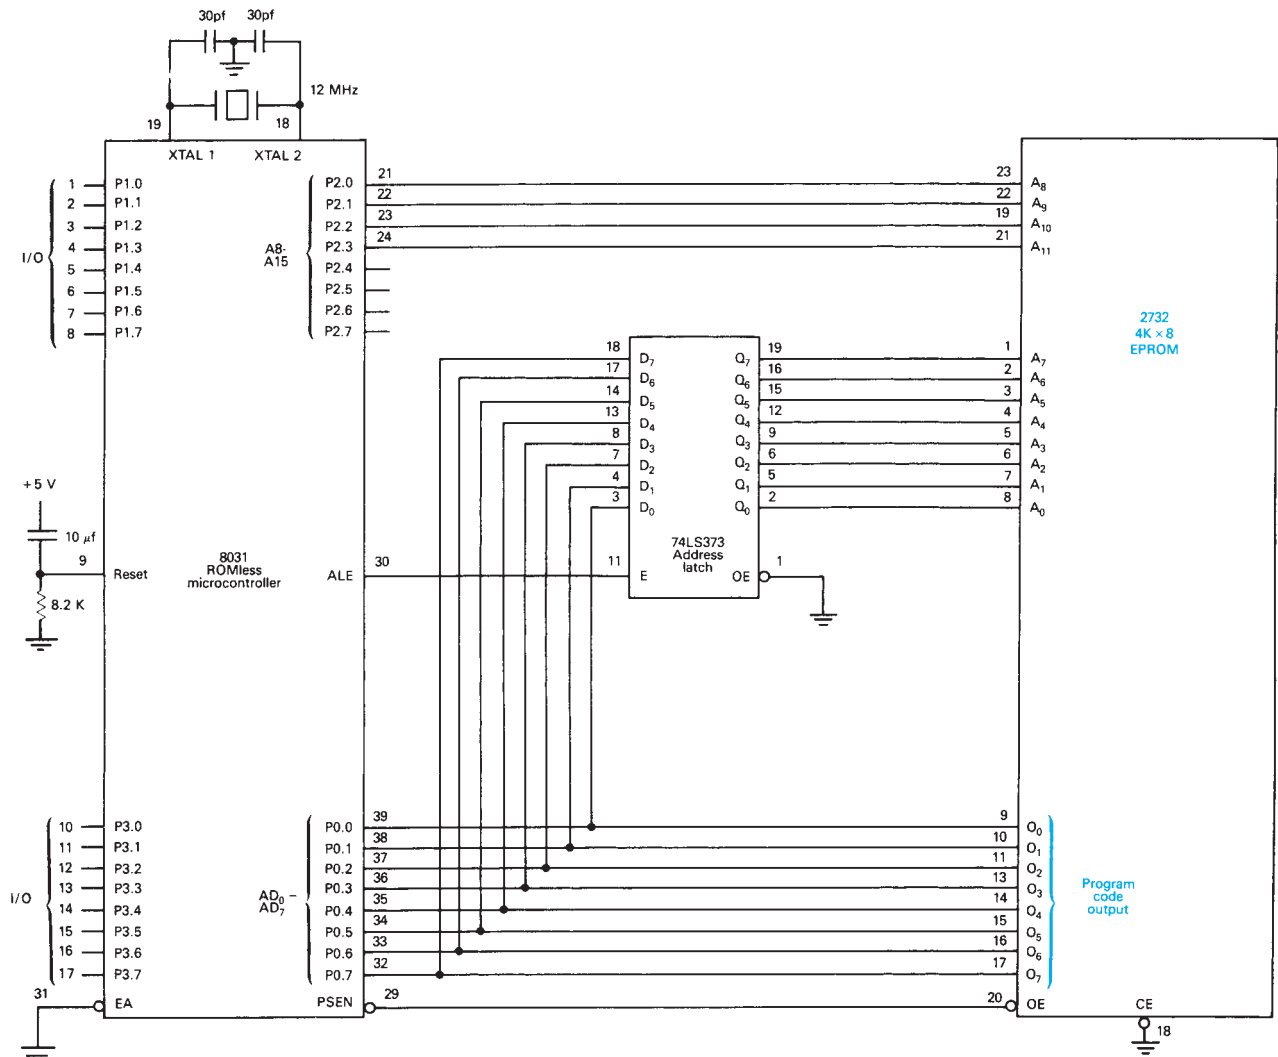 30pf 30pf
12 MHz
19 18
XTAL 1 XTAL 2
I/O
1 P1.0
2 P1.1
3 P1.2
4 P1.3
5 P1.4
6 P1.5
7 P1.6
8 P1.7
A8-
A15
P2.0 21
P2.1 22
P2.2 23
P2.3 24
P2.4
P2.5
P2.6
P2.7
23 A8
22 A9
19 A10
21 A11
2732
4K × 8
EPROM
18 D7 Q7 19
17 D6 Q6 16
14 D5 Q5 15
13 D4 Q4 12
8 D3 Q3 9
7 D2 Q2 6
4 D1 Q1 5
3 D0 Q0 2
1 A7
2 A6
3 A5
4 A4
5 A3
6 A2
7 A1
8 A0
74LS373
Address
latch
11 E OE 1
+5 V
10 µf
9 Reset
8.2 K
8031
ROMless
microcontroller
ALE 30
I/O
10 P3.0
11 P3.1
12 P3.2
13 P3.3
14 P3.4
15 P3.5
16 P3.6
17 P3.7
31 EA
AD0 –
AD7
P0.0 39
P0.1 38
P0.2 37
P0.3 36
P0.4 35
P0.5 34
P0.6 33
P0.7 32
PSEN 29
9 O0
10 O1
11 O2
13 O3
14 O4
15 O5
16 O6
17 O7
Program
code
output
20 OE
CE
18